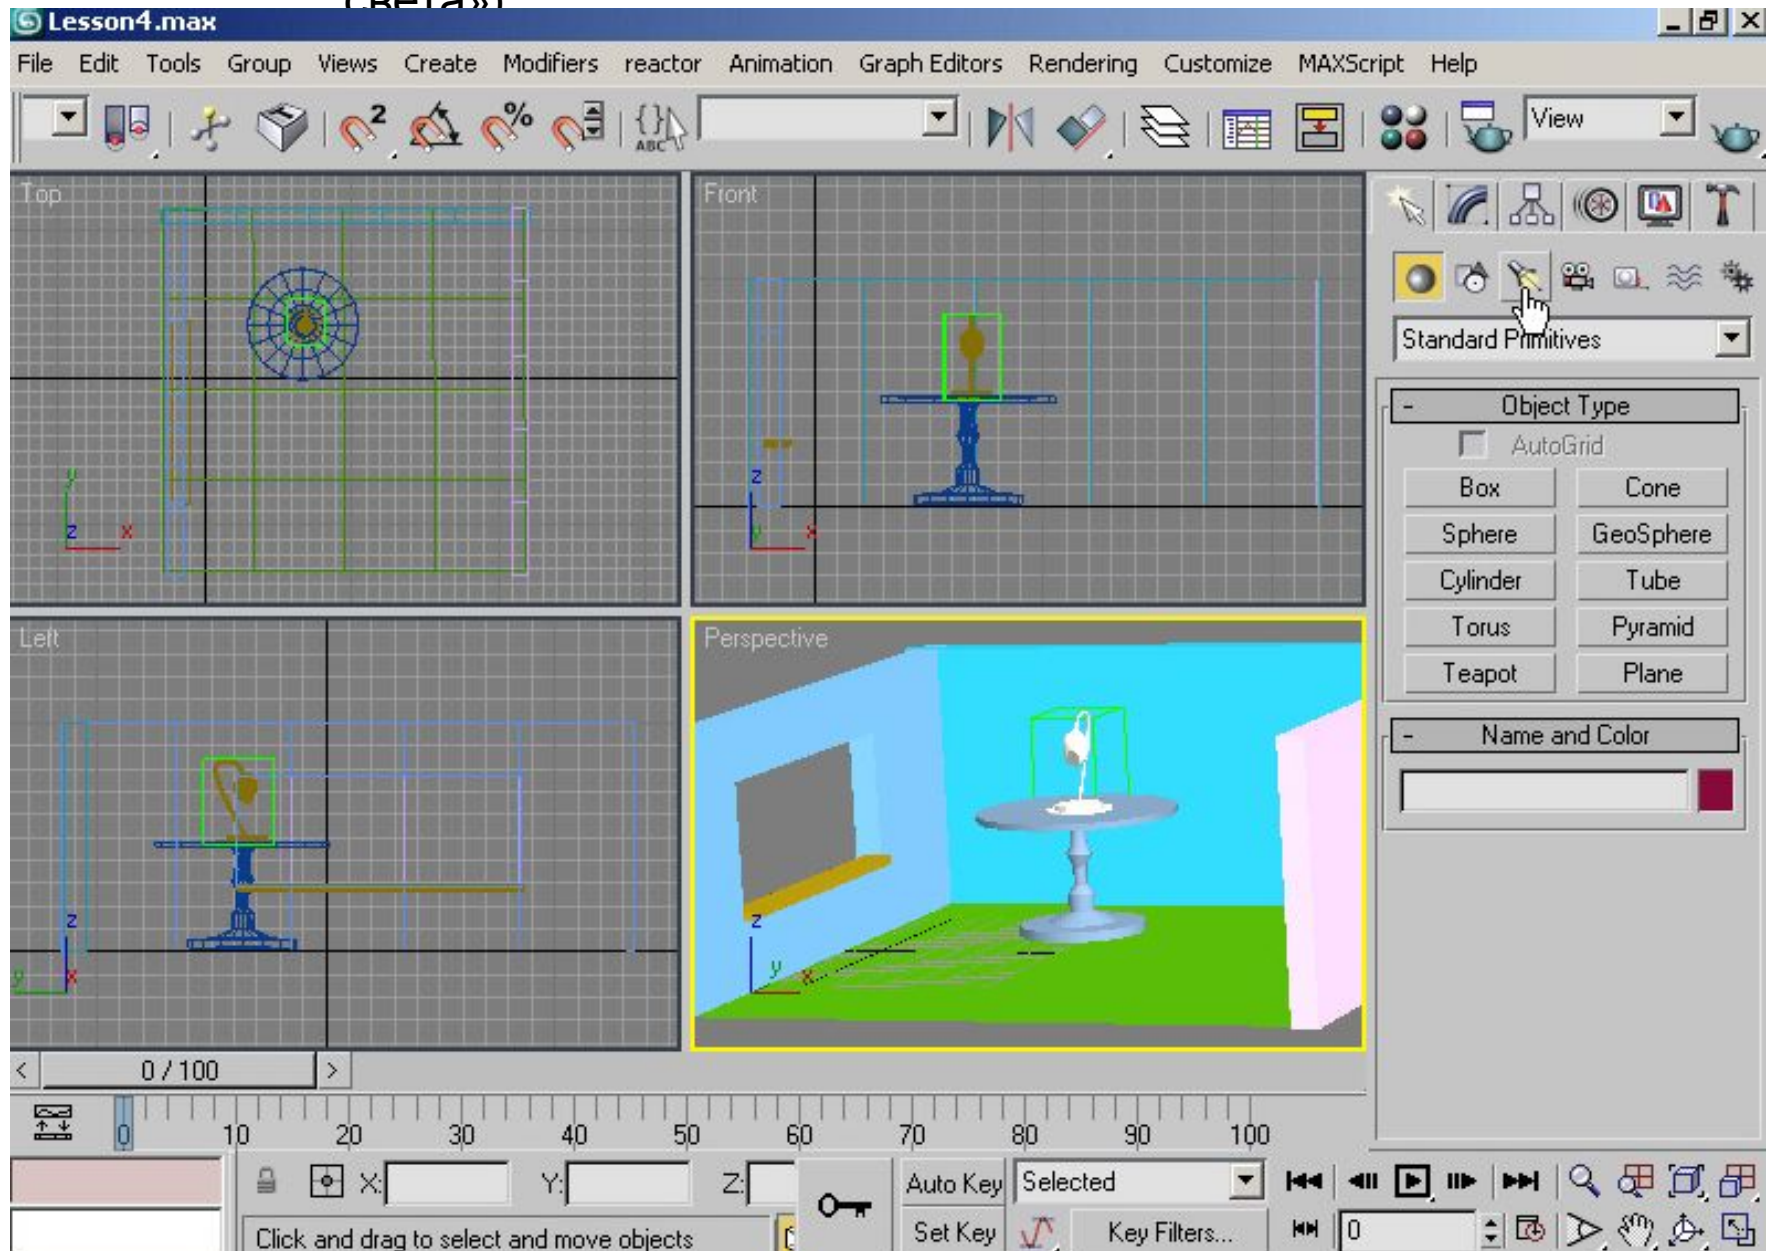 света»)
Lesson4.max
File Edit Tools Group Views Create Modifiers reactor Animation Graph Editors Rendering Customize MAXScript Help
2 % ABC View
Top
Front
y
z x
z
y x
Standard Primitives
- Object Type
AutoGrid
Box Cone
Sphere GeoSphere
Cylinder Tube
Torus Pyramid
Teapot Plane
Left
Perspective
z
y x
z
y x
- Name and Color
< 0 / 100 >
0 10 20 30 40 50 60 70 80 90 100
X: Y: Z: Auto Key Selected
Click and drag to select and move objects Set Key Key Filters... 0